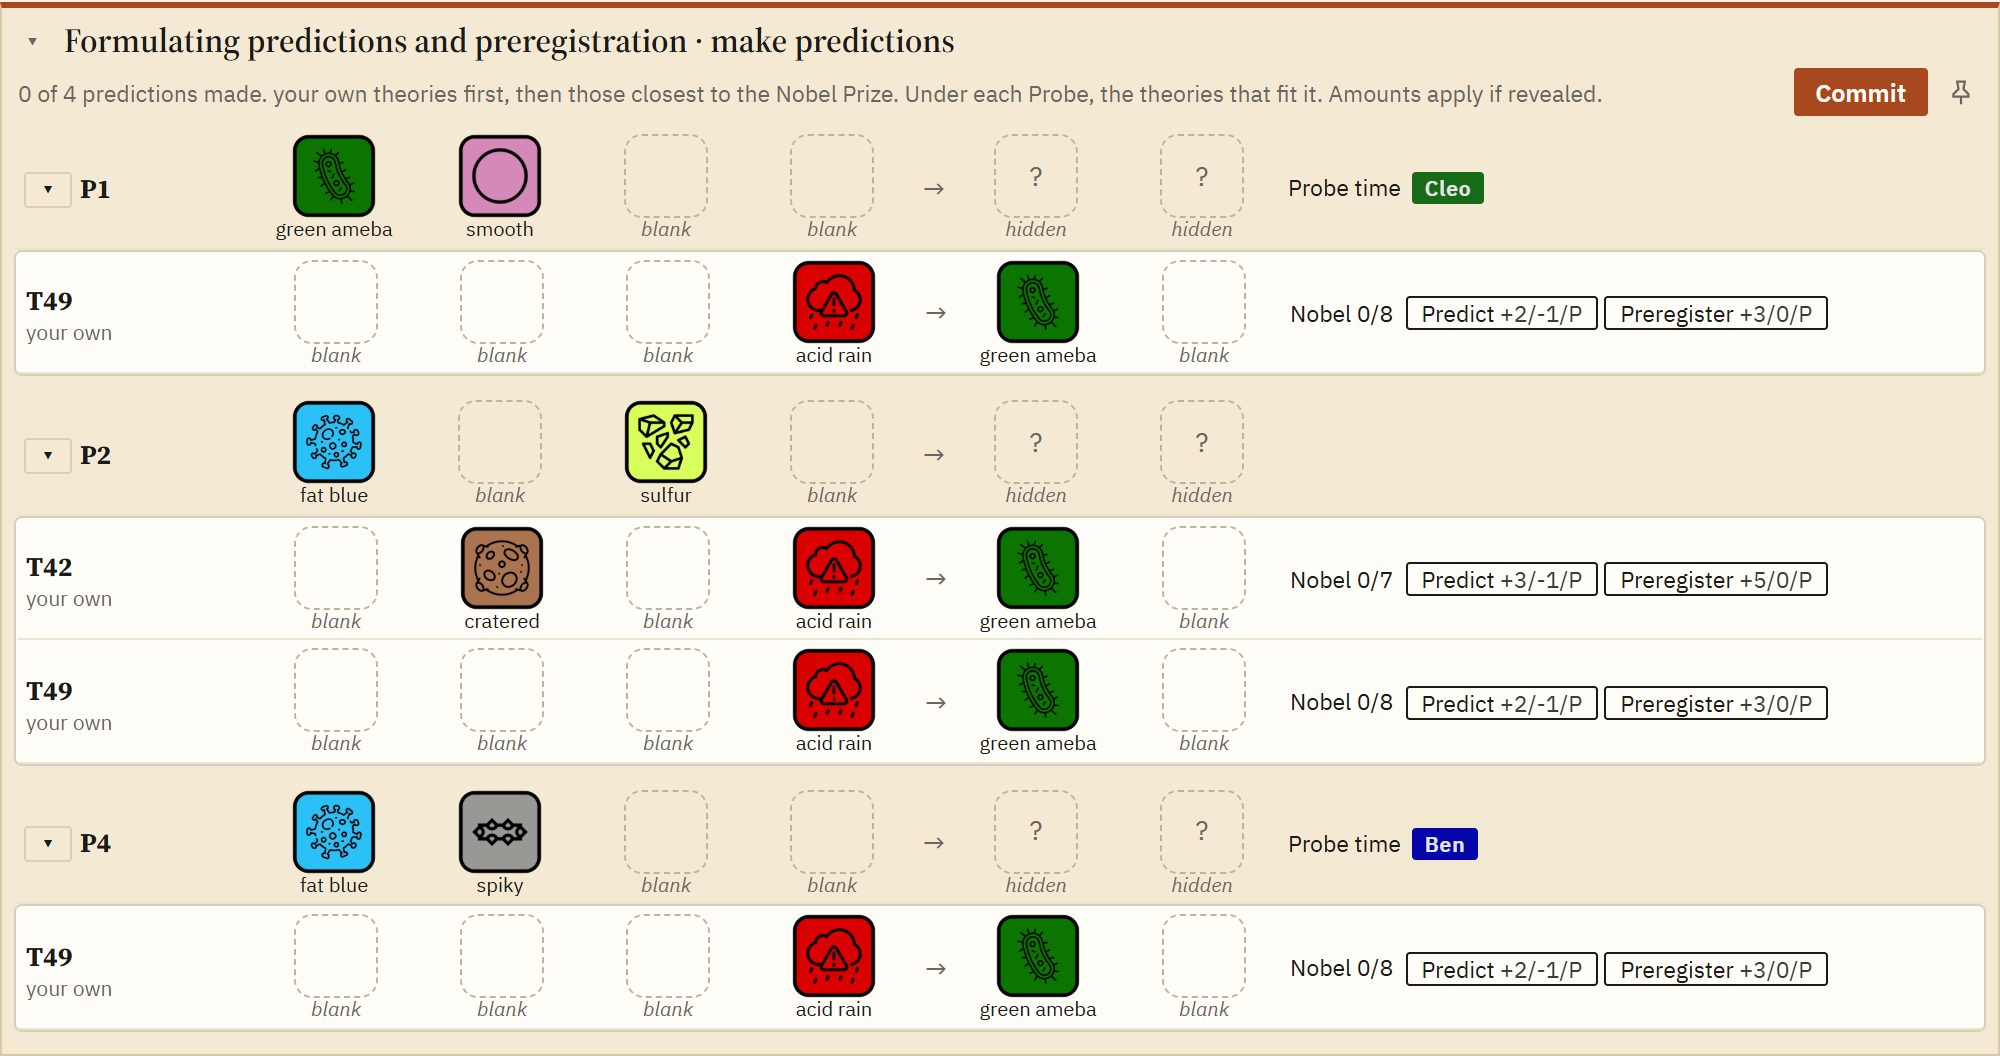 Formulating predictions and preregistration · make predictions
0 of 4 predictions made. your own theories first, then those closest to the Nobel Prize. Under each Probe, the theories that fit it. Amounts apply if revealed.
Commit
P1
green ameba smooth blank blank → ? hidden ? hidden
Probe time Cleo
T49
your own
blank blank blank acid rain → green ameba blank
Nobel 0/8 Predict +2/-1/P Preregister +3/0/P
P2
fat blue blank sulfur blank → ? hidden ? hidden
T42
your own
blank cratered blank acid rain → green ameba blank
Nobel 0/7 Predict +3/-1/P Preregister +5/0/P
T49
your own
blank blank blank acid rain → green ameba blank
Nobel 0/8 Predict +2/-1/P Preregister +3/0/P
P4
fat blue spiky blank blank → ? hidden ? hidden
Probe time Ben
T49
your own
blank blank blank acid rain → green ameba blank
Nobel 0/8 Predict +2/-1/P Preregister +3/0/P